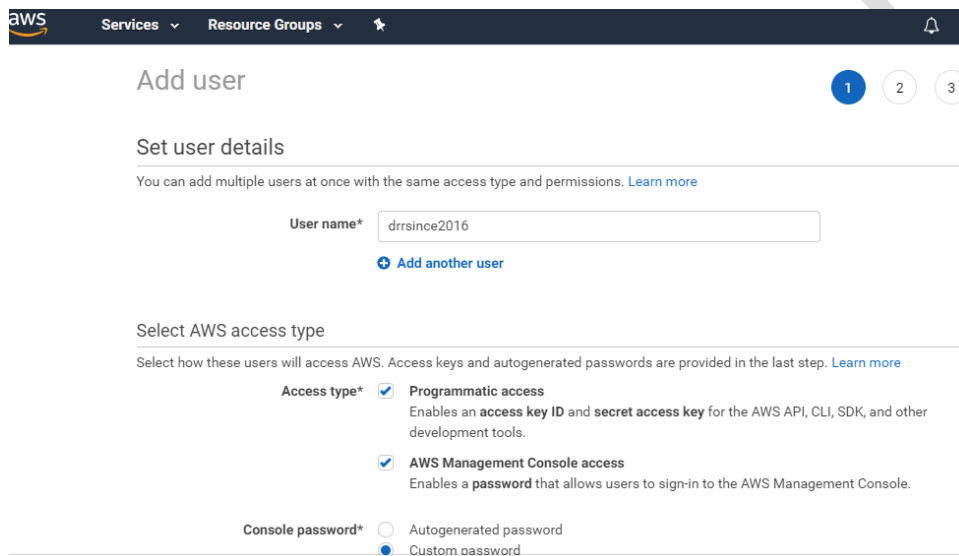 aws Services Resource Groups
Add user
1 2 3
Set user details
You can add multiple users at once with the same access type and permissions. Learn more
User name* drrsince2016
Add another user
Select AWS access type
Select how these users will access AWS. Access keys and autogenerated passwords are provided in the last step. Learn more
Access type* Programmatic access
Enables an access key ID and secret access key for the AWS API, CLI, SDK, and other
development tools.
AWS Management Console access
Enables a password that allows users to sign-in to the AWS Management Console.
Console password* Autogenerated password
Custom password